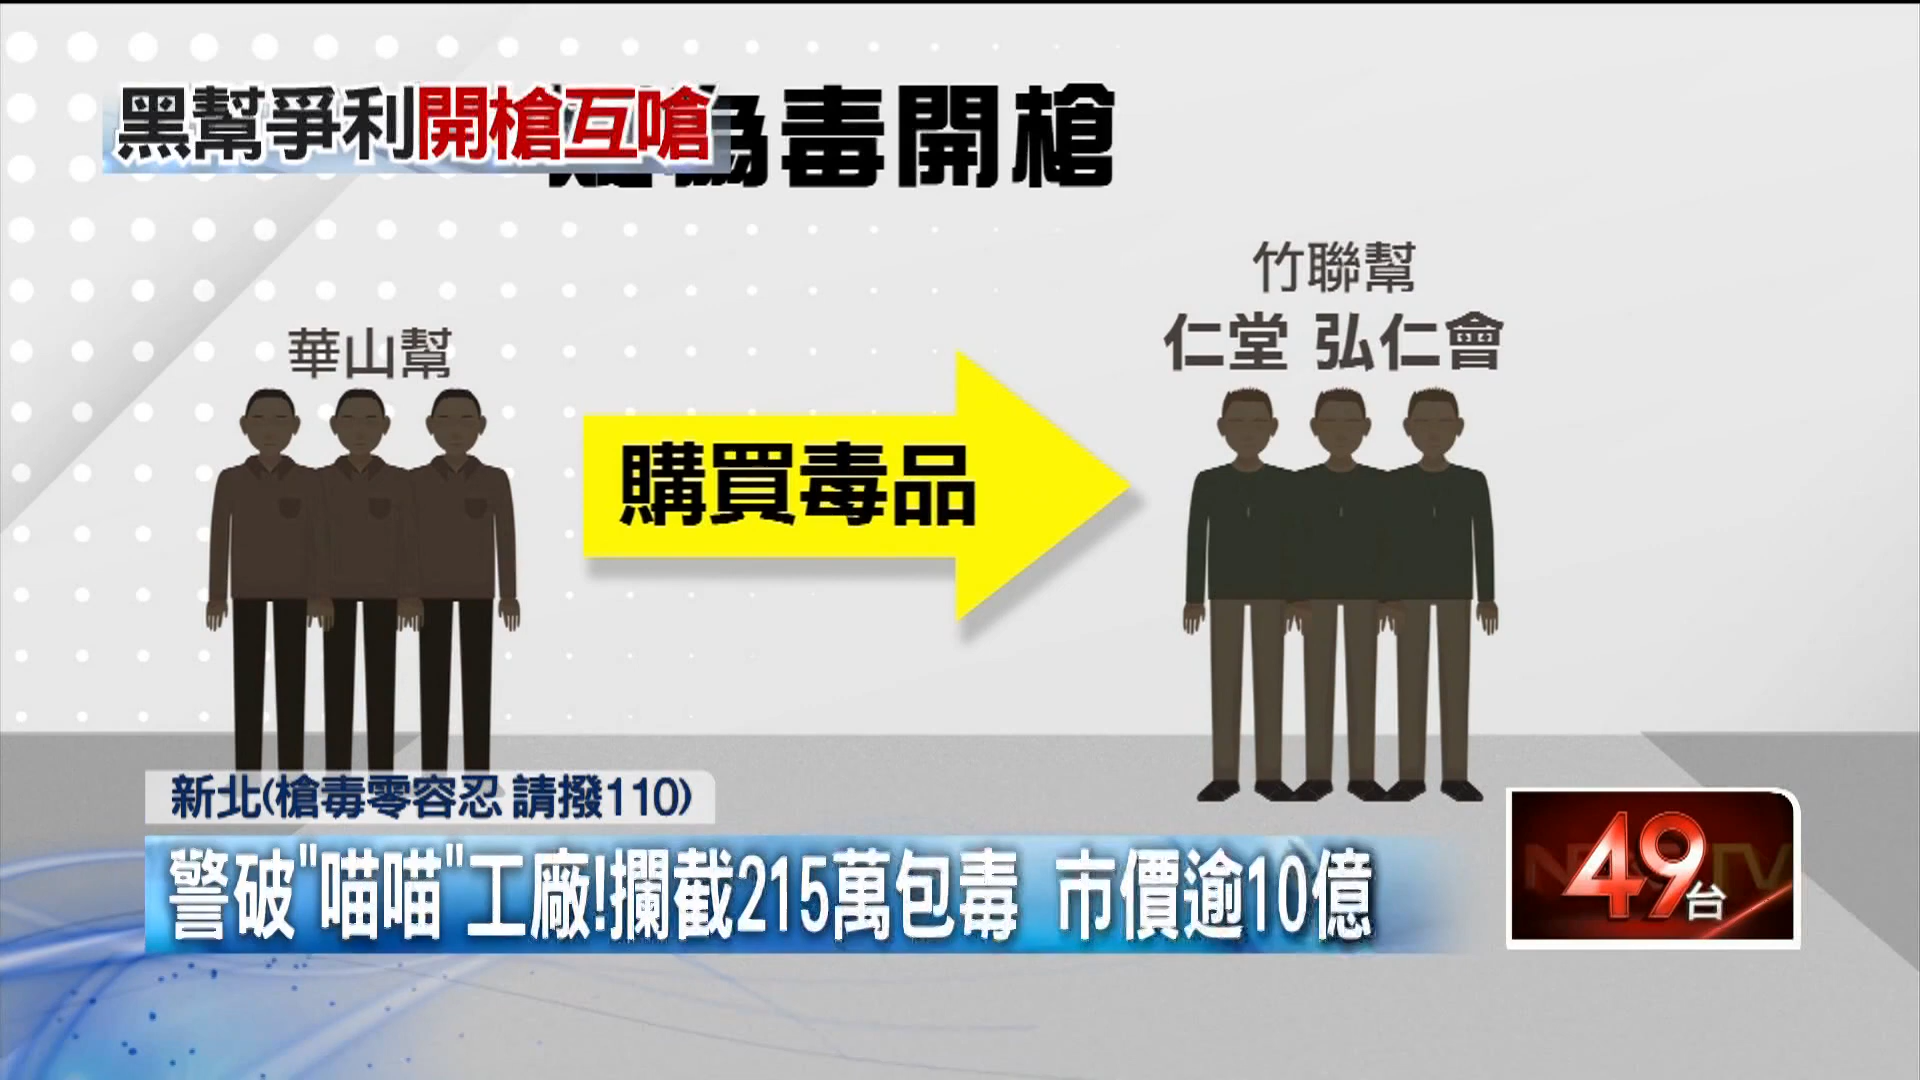 黑幫爭利開槍互嗆
為毒開槍
竹聯幫
仁堂 弘仁會
華山幫
購買毒品
新北(槍毒零容忍 請撥110)
警破"喵喵"工廠!攔截215萬包毒 市價逾10億
49台